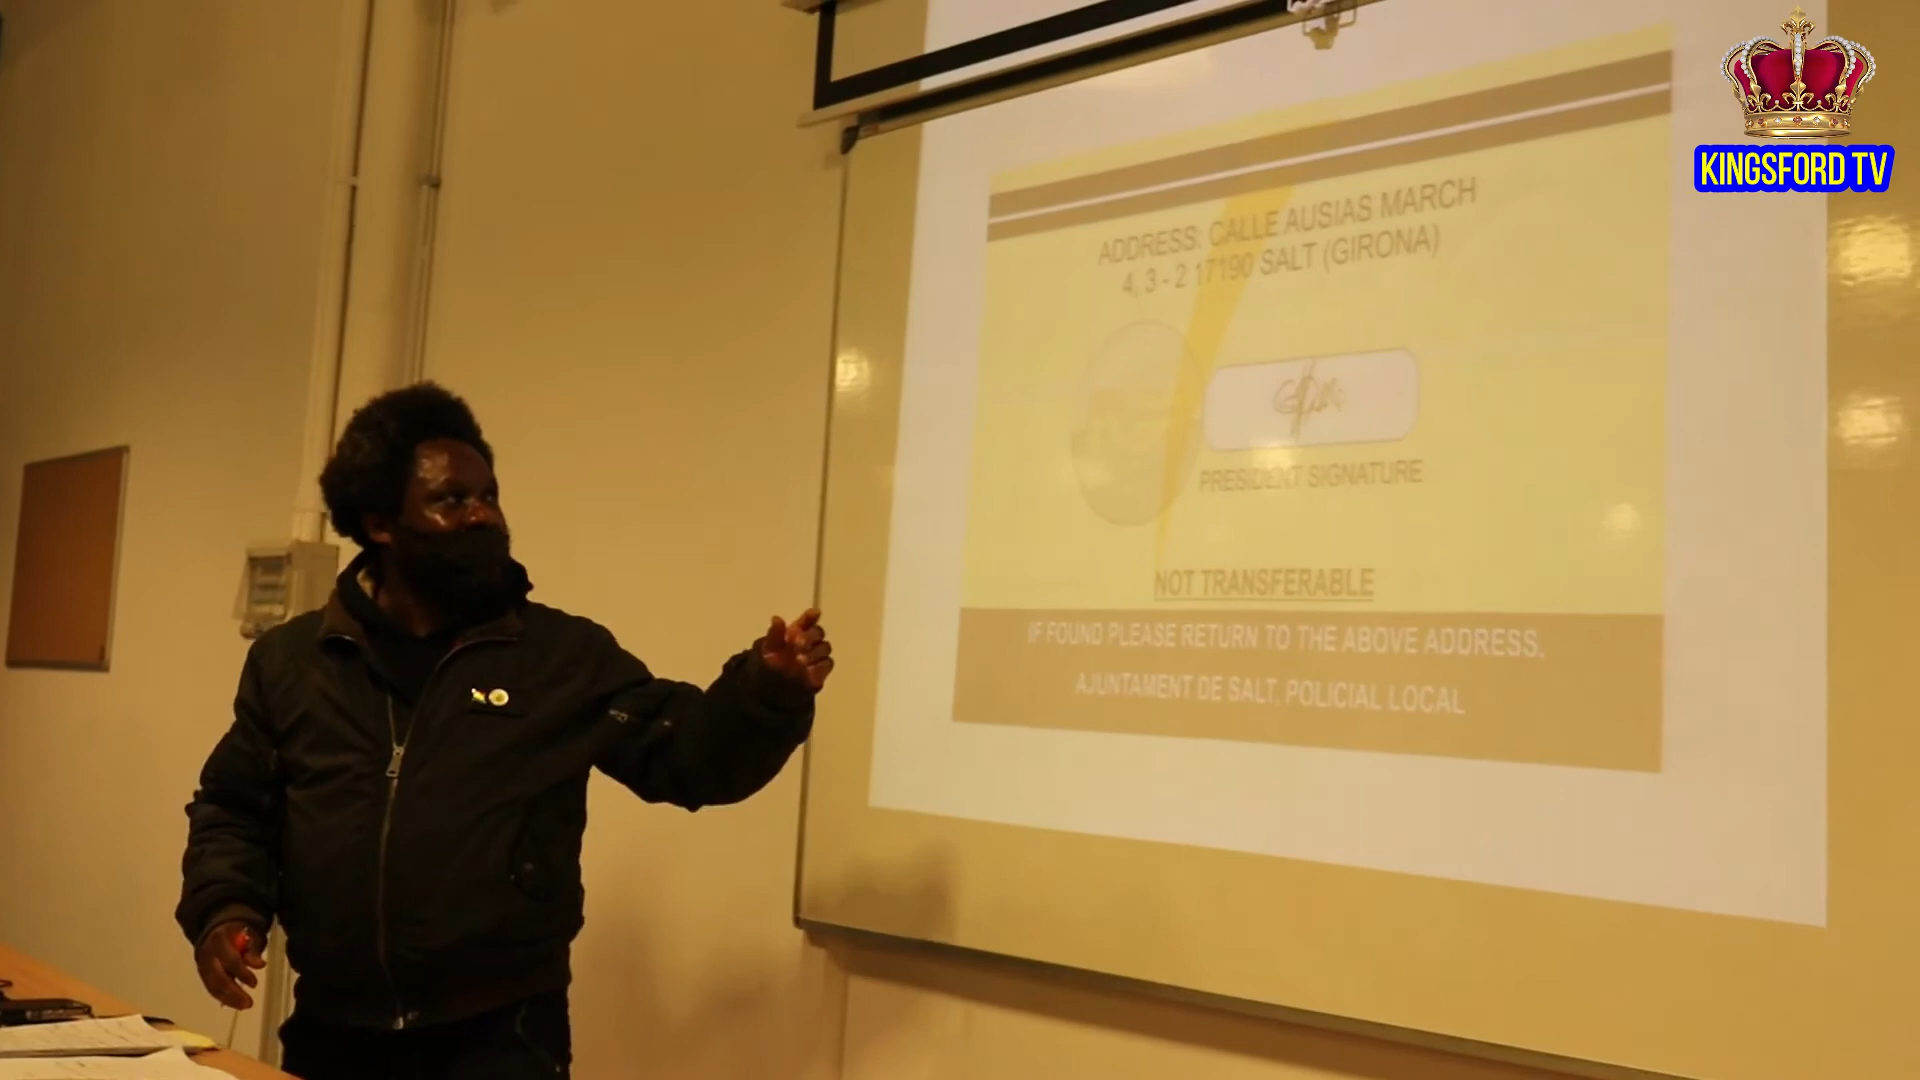 KINGSFORD TV
ADDRESS: CALLE AUSIAS MARCH
4, 3 - 2 17190 SALT (GIRONA)
PRESIDENT SIGNATURE
NOT TRANSFERABLE
IF FOUND PLEASE RETURN TO THE ABOVE ADDRESS.
AJUNTAMENT DE SALT, POLICIAL LOCAL